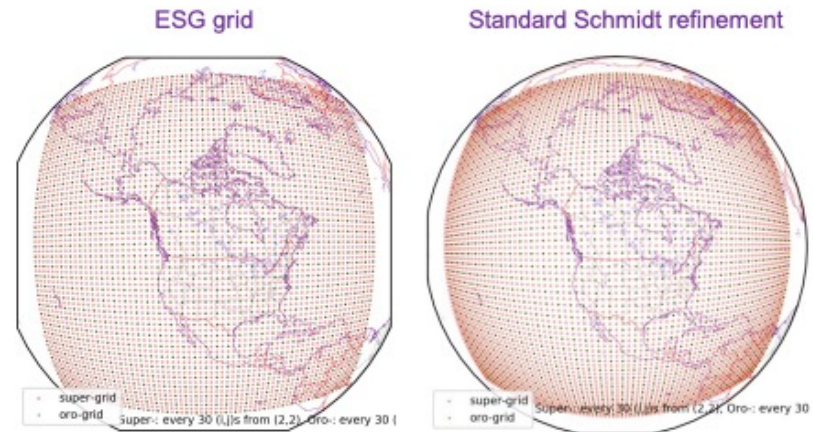 ESG grid
Standard Schmidt refinement
super-grid
oro-grid
Super-: every 30 (i,j)s from (2,2), Oro-: every 30 (
super-grid
oro-grid
Super-: every 30 (i,j)s from (2,2), Oro-: every 30